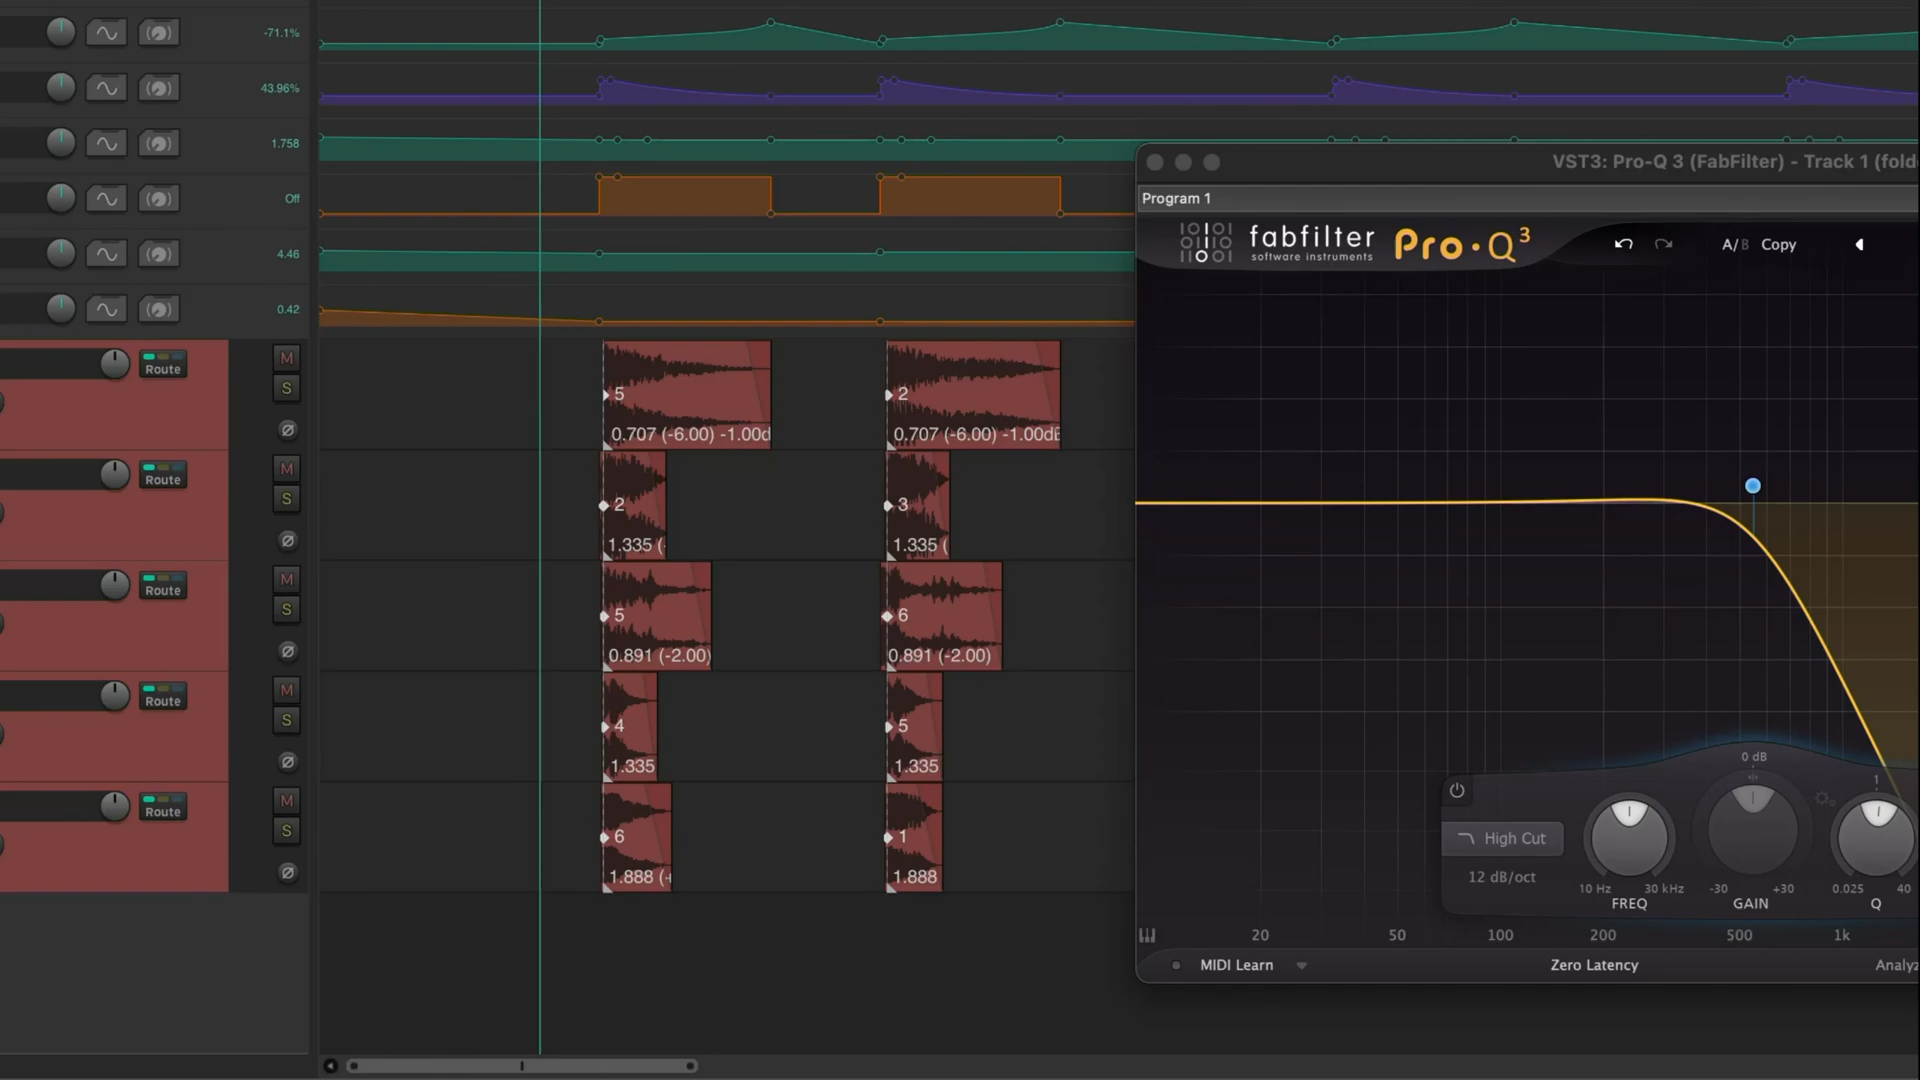 -71.1%
43.96%
1.758
Off
4.46
0.42
Route
M
S
5
0.707 (-6.00) -1.00d
2
0.707 (-6.00) -1.00dB
Route
M
S
2
1.335 (
3
1.335 (
Route
M
S
5
0.891 (-2.00)
6
0.891 (-2.00)
Route
M
S
4
1.335
5
1.335
Route
M
S
6
1.888 (+
1
1.888
VST3: Pro-Q 3 (FabFilter) - Track 1 (fold
Program 1
fabfilter
software instruments
Pro·Q3
A/B Copy
0 dB
1
High Cut
12 dB/oct
10 Hz 30 kHz
FREQ
-30 +30
GAIN
0.025 40
Q
20 50 100 200 500 1k
MIDI Learn
Zero Latency
Analyz